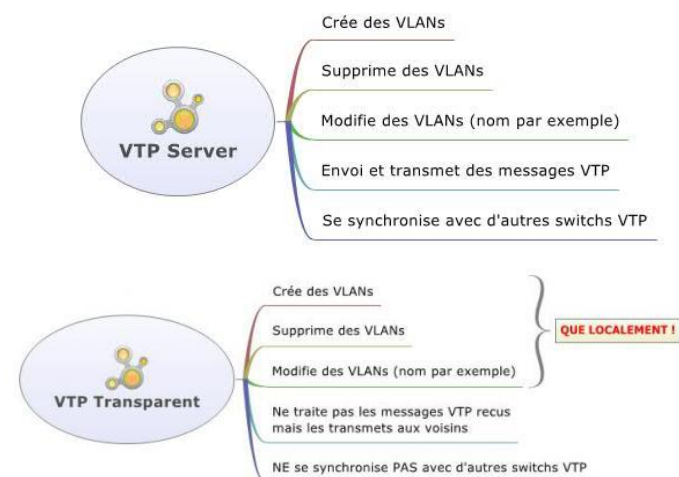 Crée des VLANs
Supprime des VLANs
VTP Server
Modifie des VLANs (nom par exemple)
Envoi et transmet des messages VTP
Se synchronise avec d'autres switchs VTP
Crée des VLANs
Supprime des VLANs
QUE LOCALEMENT !
VTP Transparent
Modifie des VLANs (nom par exemple)
Ne traite pas les messages VTP recus
mais les transmets aux voisins
NE se synchronise PAS avec d'autres switchs VTP